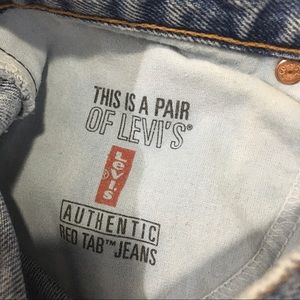 THIS IS A PAIR
OF LEVI'S®
Levi's®
AUTHENTIC
RED TAB™ JEANS